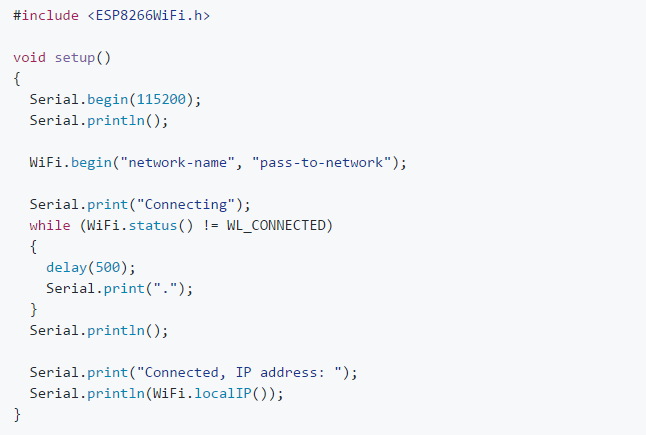 #include <ESP8266WiFi.h>

void setup()
{
  Serial.begin(115200);
  Serial.println();

  WiFi.begin("network-name", "pass-to-network");

  Serial.print("Connecting");
  while (WiFi.status() != WL_CONNECTED)
  {
    delay(500);
    Serial.print(".");
  }
  Serial.println();

  Serial.print("Connected, IP address: ");
  Serial.println(WiFi.localIP());
}